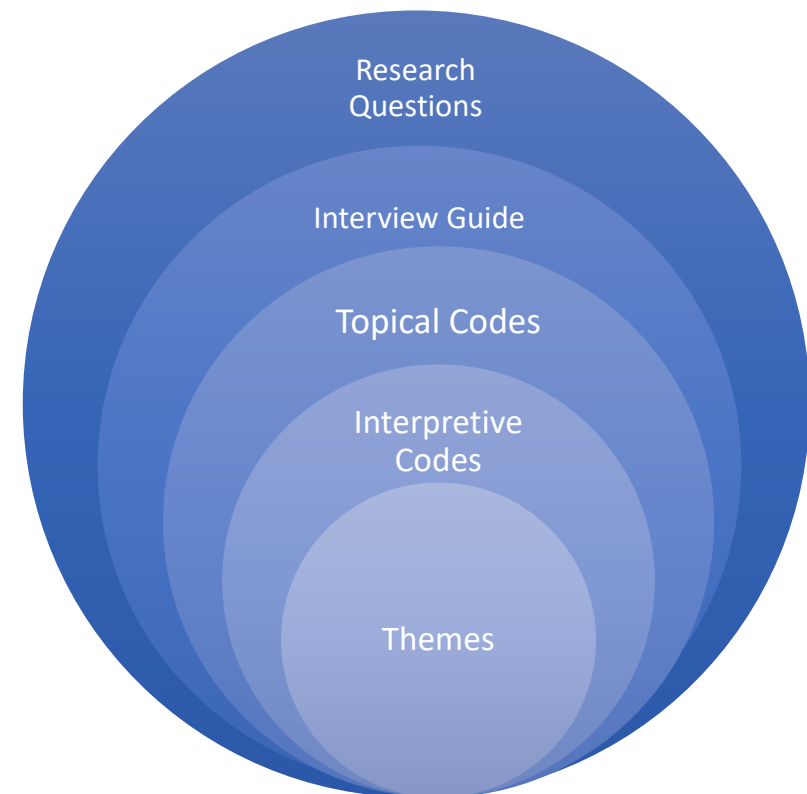 Research
Questions
Interview Guide
Topical Codes
Interpretive
Codes
Themes